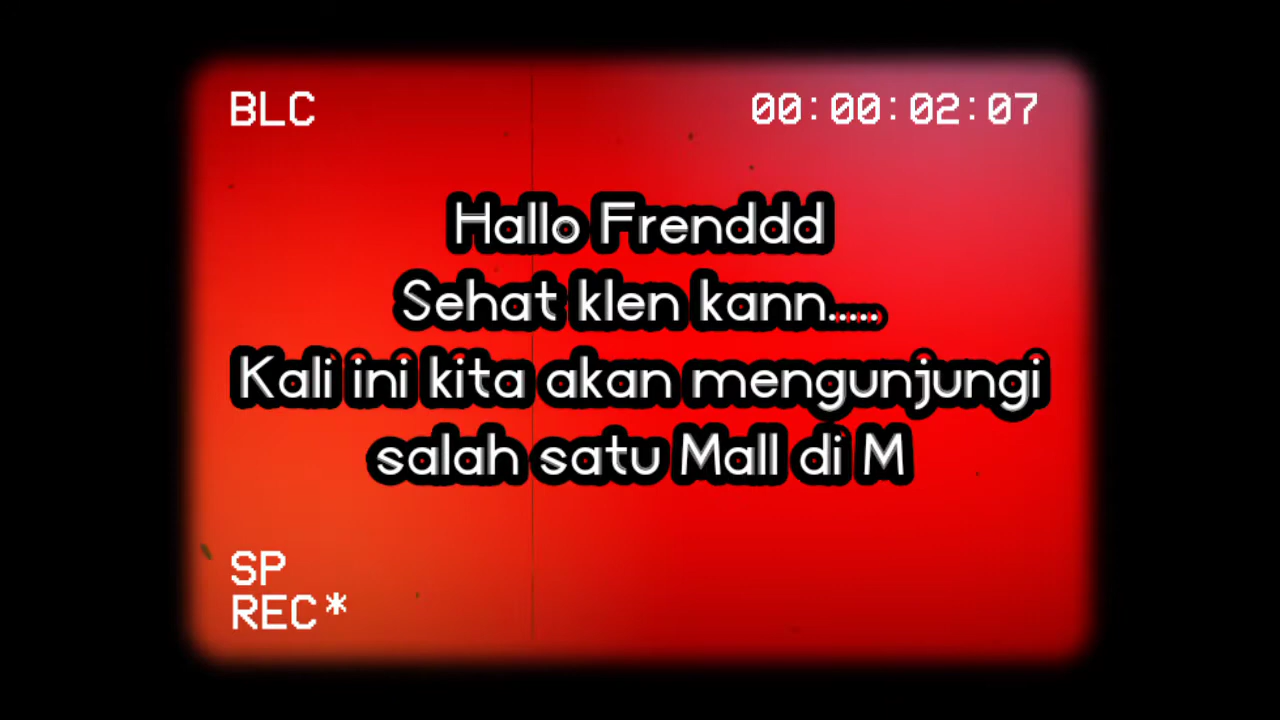 BLC
00:00:02:07
Hallo Frenddd
Sehat klen kann.....
Kali ini kita akan mengunjungi
salah satu Mall di M
SP
REC*